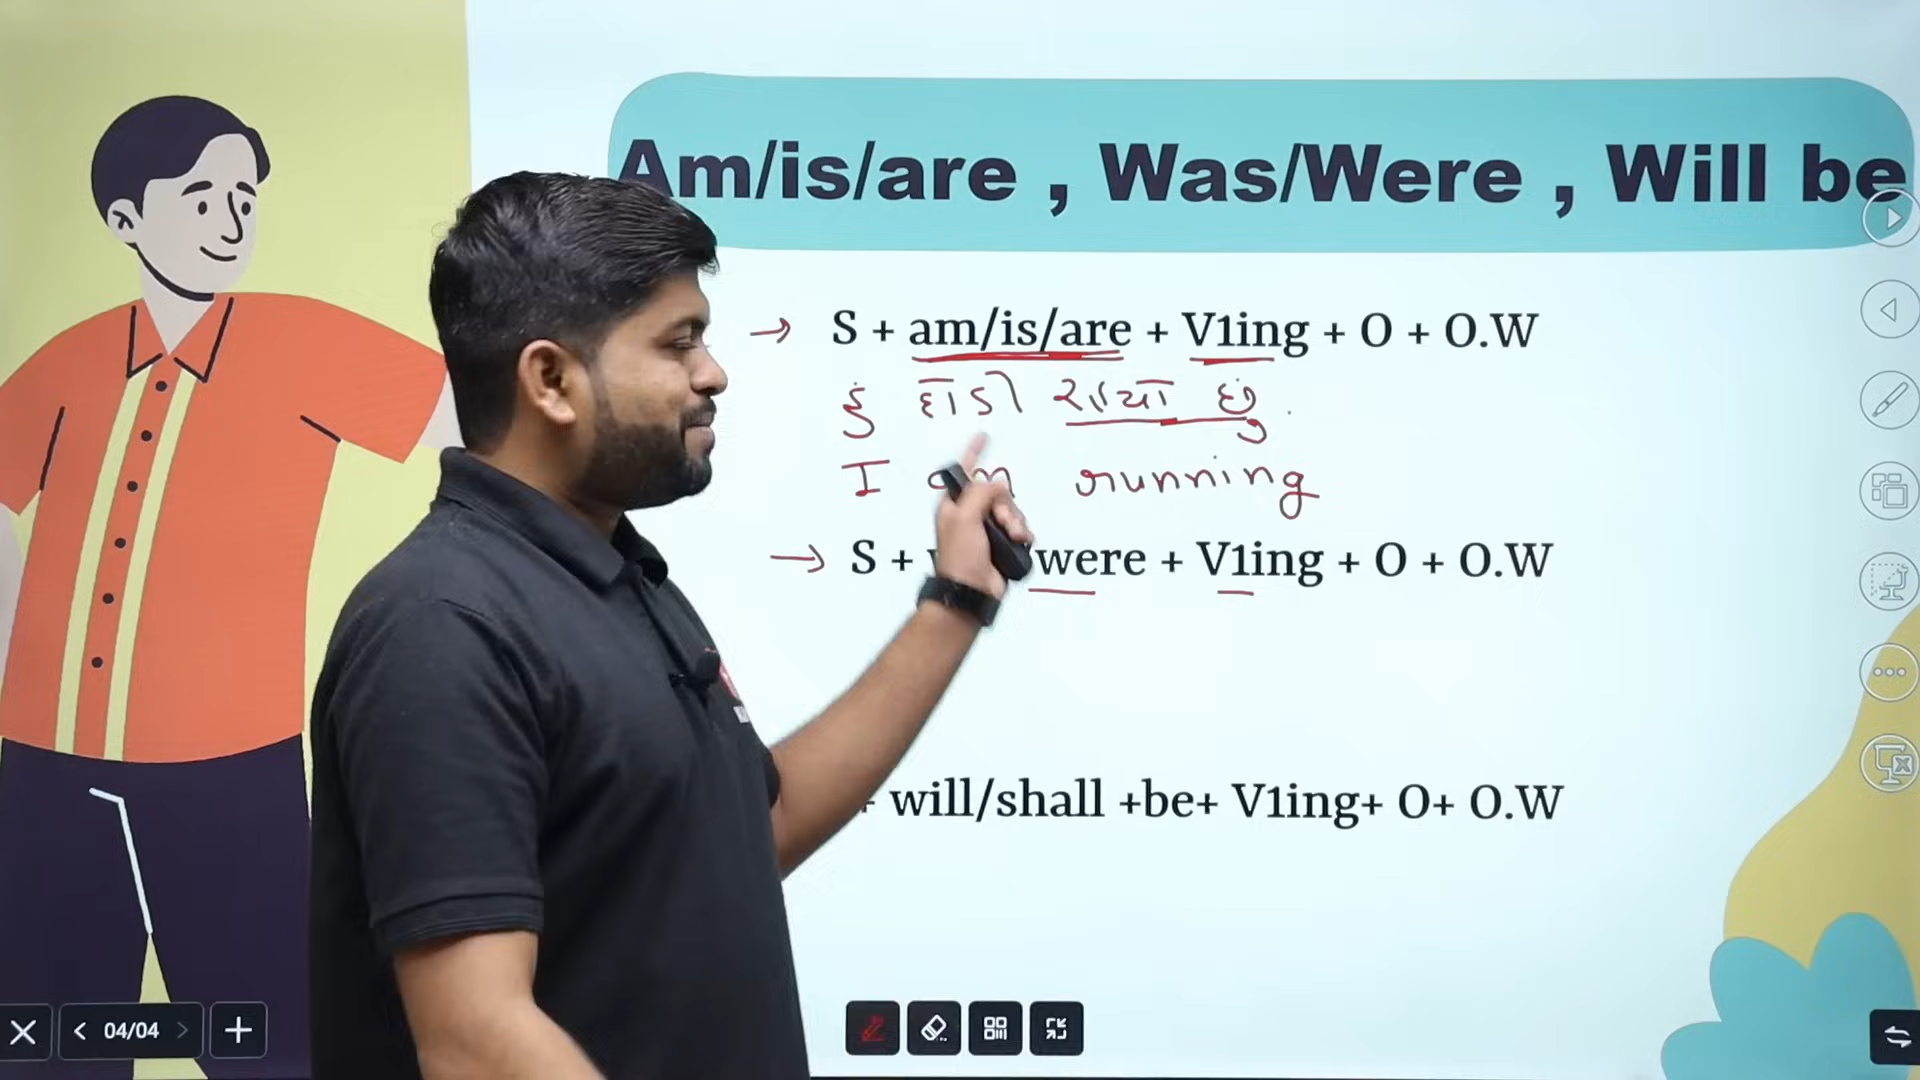 Am/is/are , Was/Were , Will be
→ S + am/is/are + V1ing + O + O.W
હું દોડી રહ્યો છું.
I am running
→ S + were + V1ing + O + O.W
+ will/shall +be+ V1ing+ O+ O.W
04/04